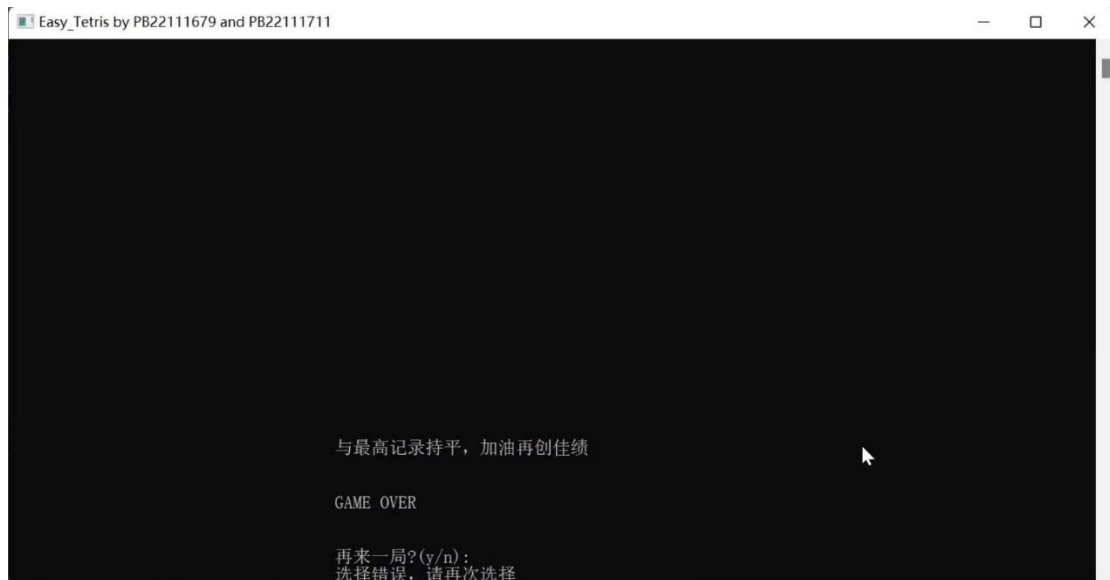 Easy_Tetris by PB22111679 and PB22111711
与最高记录持平，加油再创佳绩
GAME OVER
再来一局?(y/n):
选择错误，请再次选择